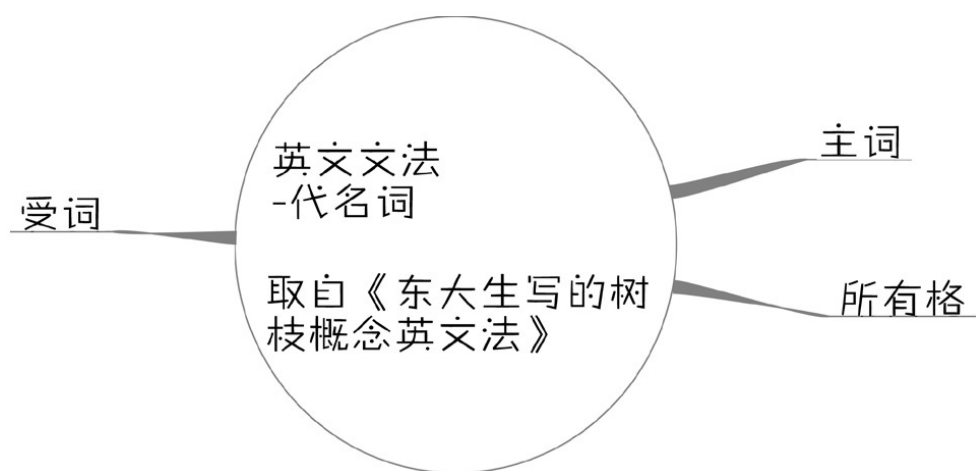 英文文法
-代名词
取自《东大生写的树
枝概念英文法》
受词
主词
所有格